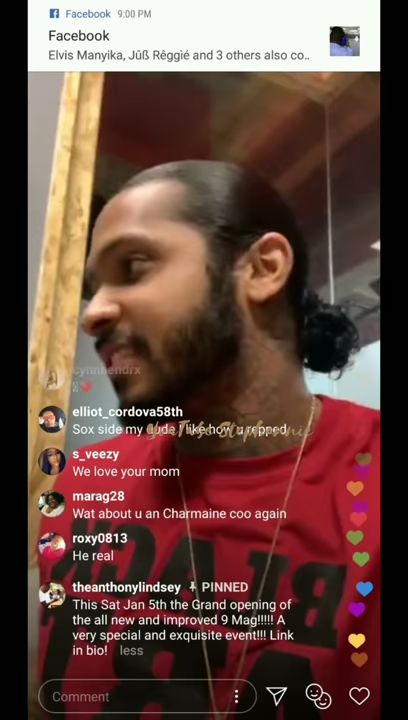 Facebook 9:00 PM
Facebook
Elvis Manyika, Jûß Rêggìé and 3 others also co..
cynnhendrx
elliot_cordova58th
Sox side my dude I like how u repped
s_veezy
We love your mom
marag28
Wat about u an Charmaine coo again
roxy0813
He real
theanthonylindsey PINNED
This Sat Jan 5th the Grand opening of
the all new and improved 9 Mag!!!!! A
very special and exquisite event!!! Link
in bio! less
Comment